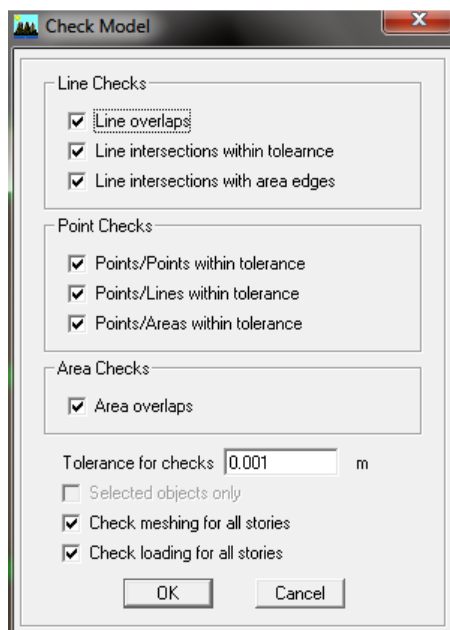 Check Model
Line Checks
Line overlaps
Line intersections within tolearnce
Line intersections with area edges
Point Checks
Points/Points within tolerance
Points/Lines within tolerance
Points/Areas within tolerance
Area Checks
Area overlaps
Tolerance for checks 0.001 m
Selected objects only
Check meshing for all stories
Check loading for all stories
OK Cancel